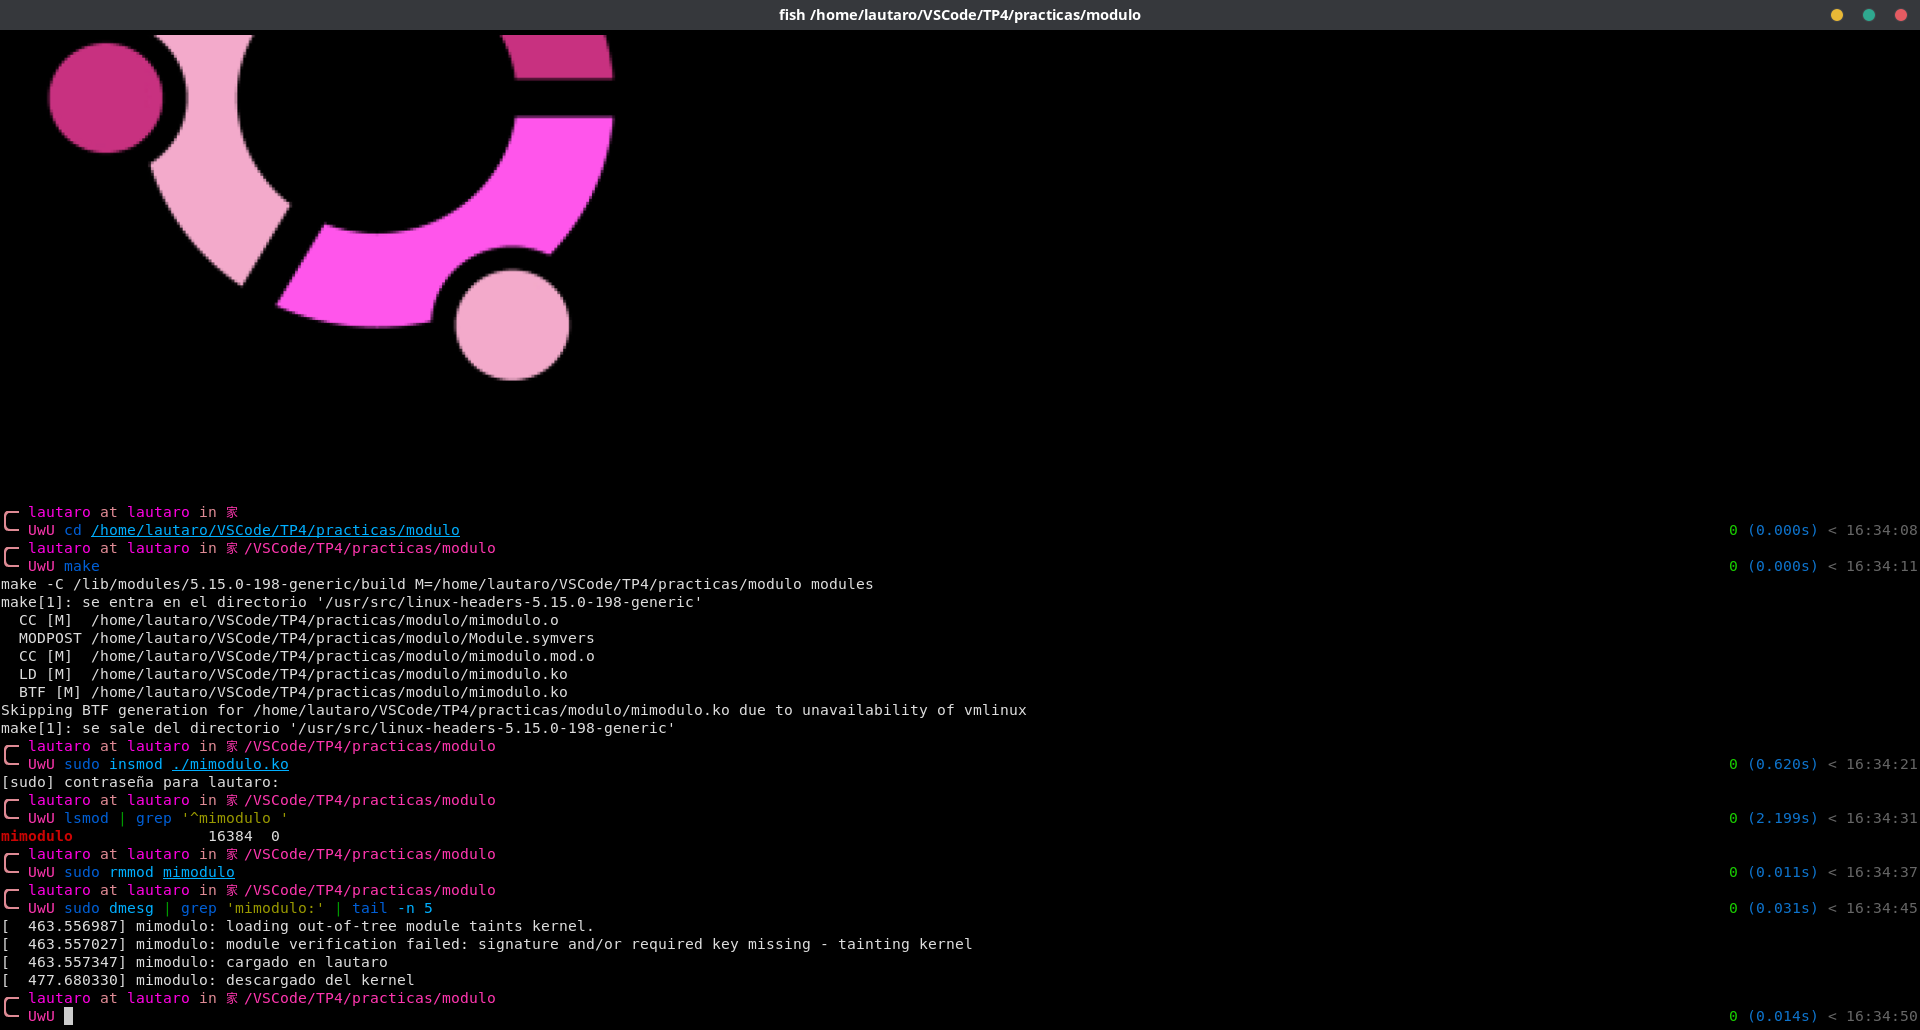 fish /home/lautaro/VSCode/TP4/practicas/modulo
lautaro at lautaro in 家
UwU cd /home/lautaro/VSCode/TP4/practicas/modulo 0 (0.000s) < 16:34:08
lautaro at lautaro in 家 /VSCode/TP4/practicas/modulo
UwU make 0 (0.000s) < 16:34:11
make -C /lib/modules/5.15.0-198-generic/build M=/home/lautaro/VSCode/TP4/practicas/modulo modules
make[1]: se entra en el directorio '/usr/src/linux-headers-5.15.0-198-generic'
CC [M]  /home/lautaro/VSCode/TP4/practicas/modulo/mimodulo.o
MODPOST /home/lautaro/VSCode/TP4/practicas/modulo/Module.symvers
CC [M]  /home/lautaro/VSCode/TP4/practicas/modulo/mimodulo.mod.o
LD [M]  /home/lautaro/VSCode/TP4/practicas/modulo/mimodulo.ko
BTF [M] /home/lautaro/VSCode/TP4/practicas/modulo/mimodulo.ko
Skipping BTF generation for /home/lautaro/VSCode/TP4/practicas/modulo/mimodulo.ko due to unavailability of vmlinux
make[1]: se sale del directorio '/usr/src/linux-headers-5.15.0-198-generic'
lautaro at lautaro in 家 /VSCode/TP4/practicas/modulo
UwU sudo insmod ./mimodulo.ko 0 (0.620s) < 16:34:21
[sudo] contraseña para lautaro:
lautaro at lautaro in 家 /VSCode/TP4/practicas/modulo
UwU lsmod | grep '^mimodulo ' 0 (2.199s) < 16:34:31
mimodulo               16384  0
lautaro at lautaro in 家 /VSCode/TP4/practicas/modulo
UwU sudo rmmod mimodulo 0 (0.011s) < 16:34:37
lautaro at lautaro in 家 /VSCode/TP4/practicas/modulo
UwU sudo dmesg | grep 'mimodulo:' | tail -n 5 0 (0.031s) < 16:34:45
[  463.556987] mimodulo: loading out-of-tree module taints kernel.
[  463.557027] mimodulo: module verification failed: signature and/or required key missing - tainting kernel
[  463.557347] mimodulo: cargado en lautaro
[  477.680330] mimodulo: descargado del kernel
lautaro at lautaro in 家 /VSCode/TP4/practicas/modulo
UwU 0 (0.014s) < 16:34:50